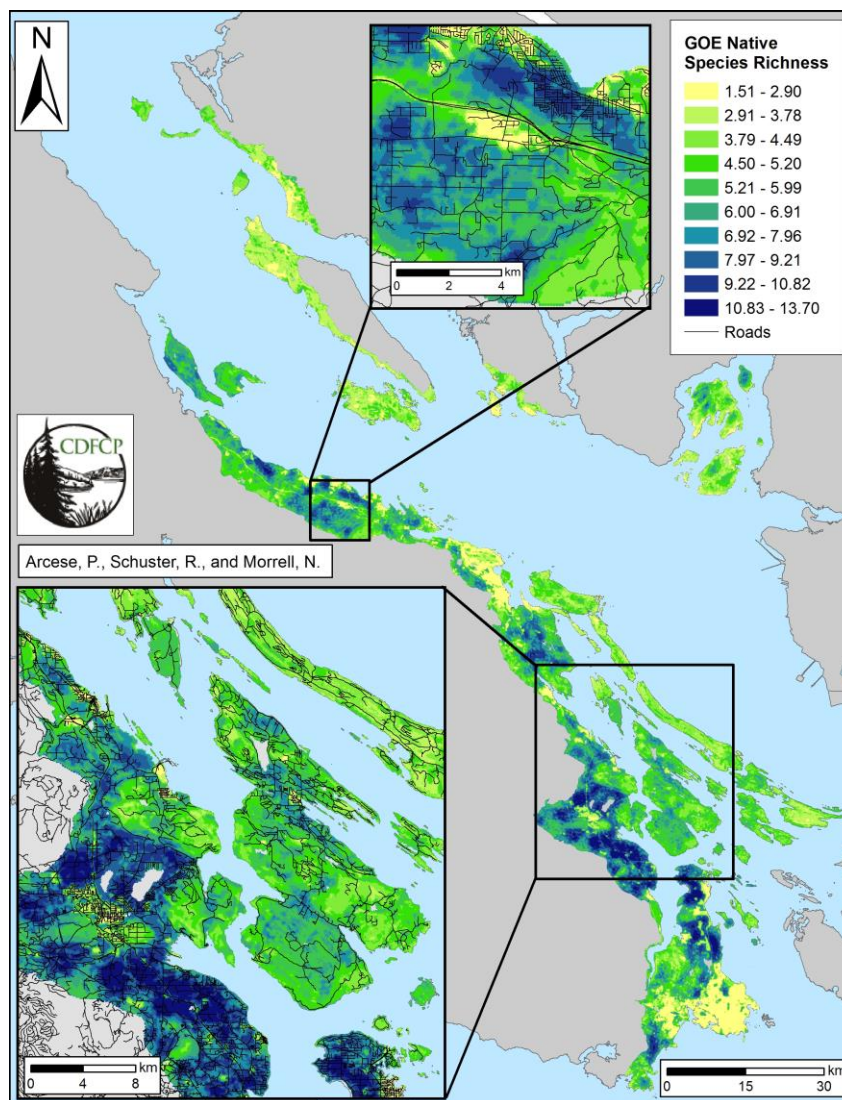 N
GOE Native
Species Richness
1.51 - 2.90
2.91 - 3.78
3.79 - 4.49
4.50 - 5.20
5.21 - 5.99
6.00 - 6.91
6.92 - 7.96
7.97 - 9.21
9.22 - 10.82
10.83 - 13.70
Roads
km
0 2 4
CDFCP
Arcese, P., Schuster, R., and Morrell, N.
km
0 4 8
km
0 15 30